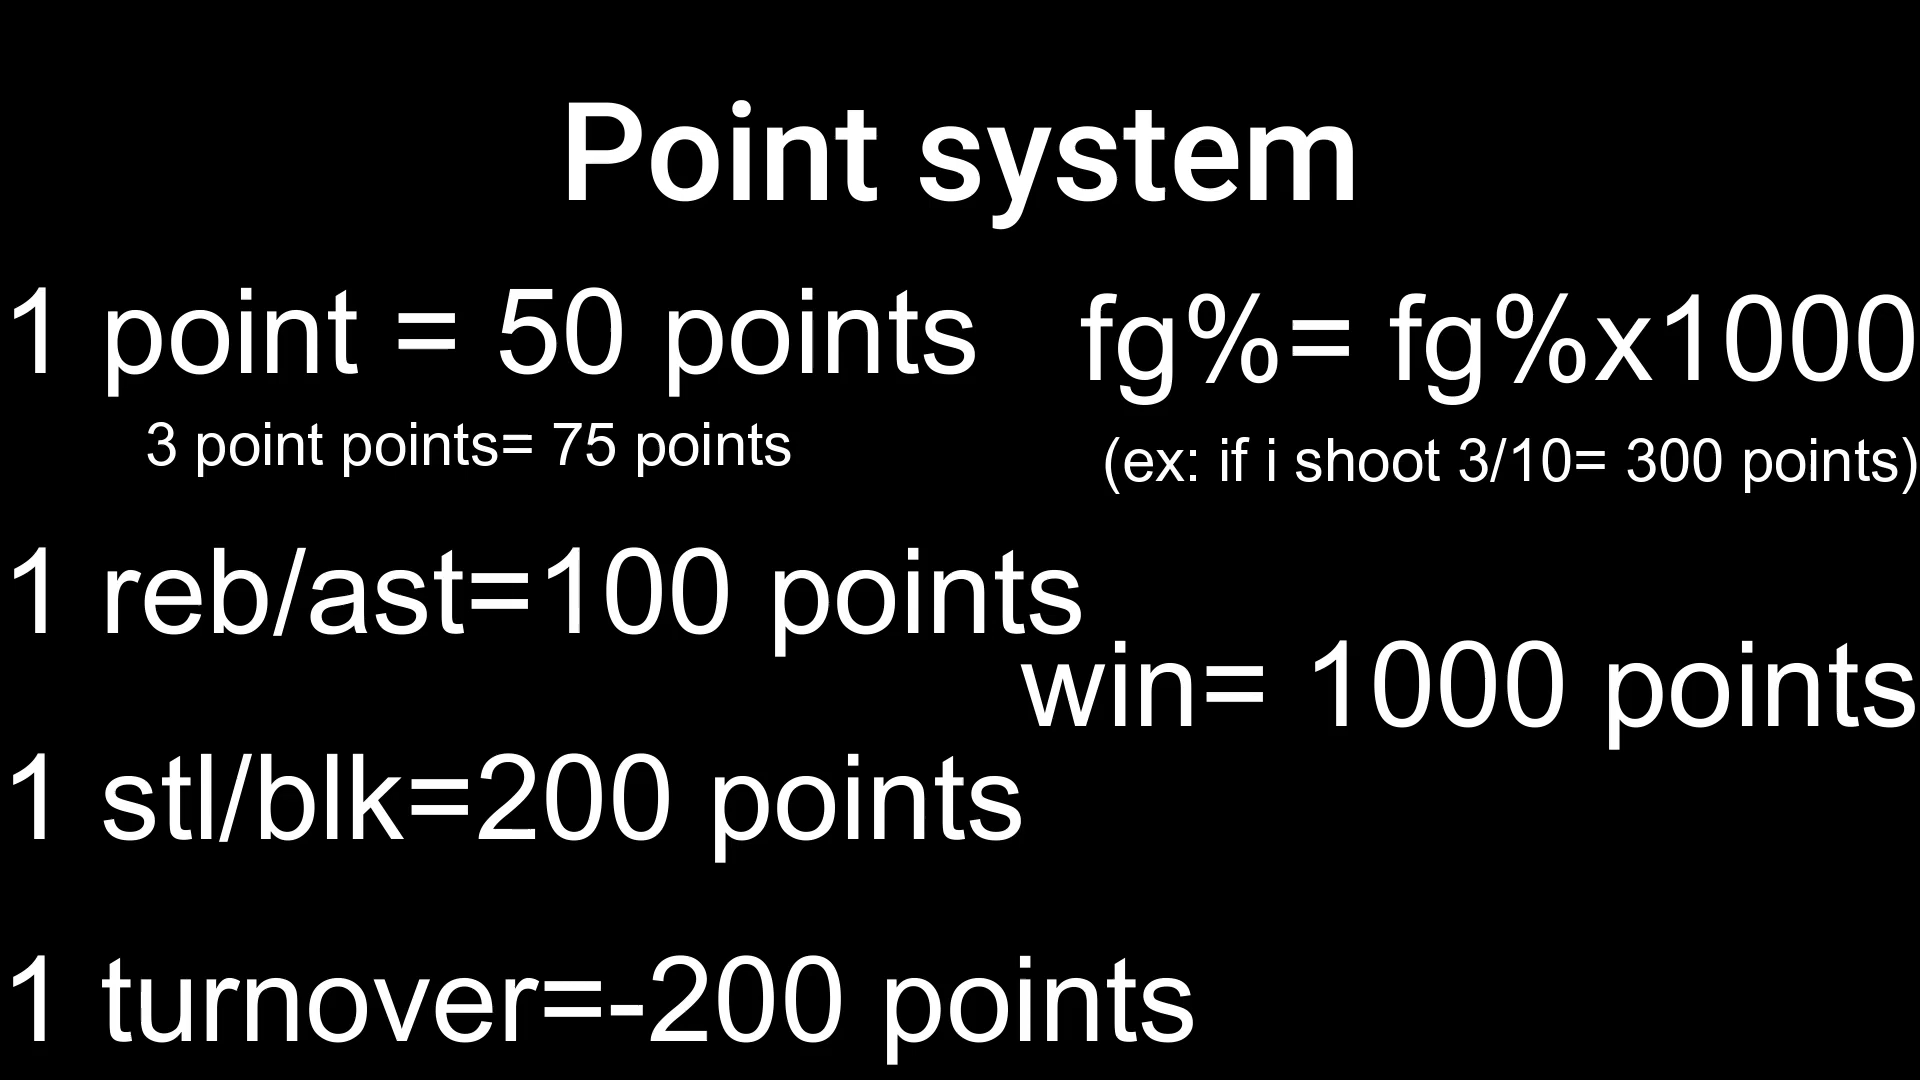 Point system
1 point = 50 points
3 point points= 75 points
fg%= fg%x1000
(ex: if i shoot 3/10= 300 points)
1 reb/ast=100 points
win= 1000 points
1 stl/blk=200 points
1 turnover=-200 points